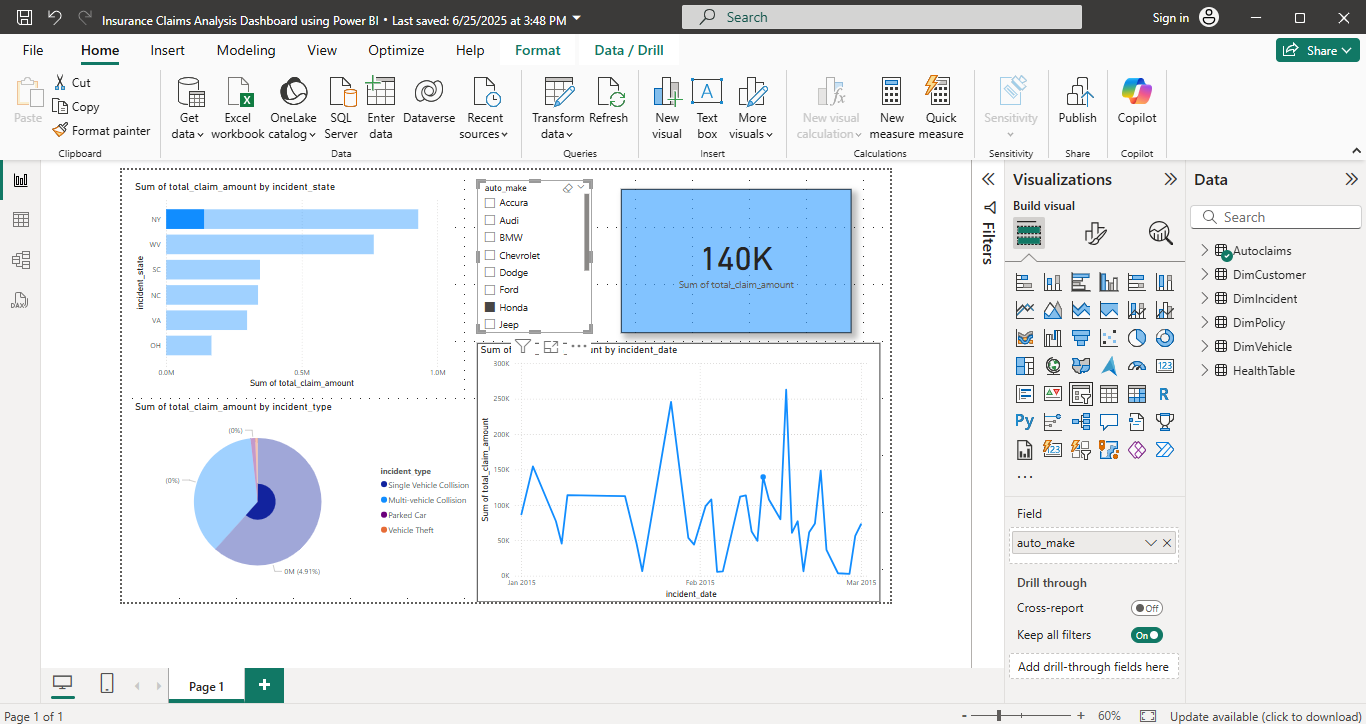 Insurance Claims Analysis Dashboard using Power BI • Last saved: 6/25/2025 at 3:48 PM
Search
Sign in
File
Home
Insert
Modeling
View
Optimize
Help
Format
Data / Drill
Share
Paste
Cut
Copy
Format painter
Clipboard
Get data
Excel workbook
OneLake catalog
SQL Server
Enter data
Dataverse
Recent sources
Data
Transform data
Refresh
Queries
New visual
Text box
More visuals
Insert
New visual calculation
New measure
Quick measure
Calculations
Sensitivity
Sensitivity
Publish
Share
Copilot
Copilot
Sum of total_claim_amount by incident_state
incident_state
NY
WV
SC
NC
VA
OH
0.0M
0.5M
1.0M
Sum of total_claim_amount
auto_make
Accura
Audi
BMW
Chevrolet
Dodge
Ford
Honda
Jeep
140K
Sum of total_claim_amount
Sum of total_claim_amount by incident_type
(0%)
(0%)
0M (4.91%)
incident_type
Single Vehicle Collision
Multi-vehicle Collision
Parked Car
Vehicle Theft
Sum of
unt by incident_date
Sum of total_claim_amount
300K
250K
200K
150K
100K
50K
0K
Jan 2015
Feb 2015
Mar 2015
incident_date
Filters
Visualizations
Build visual
123
R
Py
123
Field
auto_make
Drill through
Cross-report
Off
Keep all filters
On
Add drill-through fields here
Data
Search
Autoclaims
DimCustomer
DimIncident
DimPolicy
DimVehicle
HealthTable
DAX
Page 1
+
Page 1 of 1
-
+
60%
Update available (click to download)